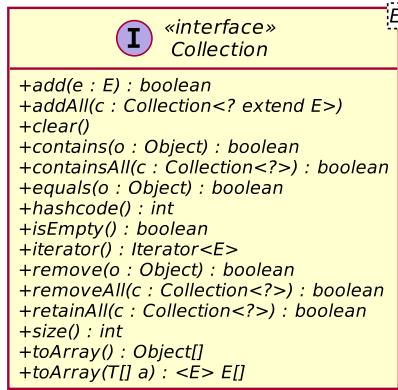 E
I
«interface»
Collection
+add(e : E) : boolean
+addAll(c : Collection<? extend E>)
+clear()
+contains(o : Object) : boolean
+containsAll(c : Collection<?>) : boolean
+equals(o : Object) : boolean
+hashcode() : int
+isEmpty() : boolean
+iterator() : Iterator<E>
+remove(o : Object) : boolean
+removeAll(c : Collection<?>) : boolean
+retainAll(c : Collection<?>) : boolean
+size() : int
+toArray() : Object[]
+toArray(T[] a) : <E> E[]